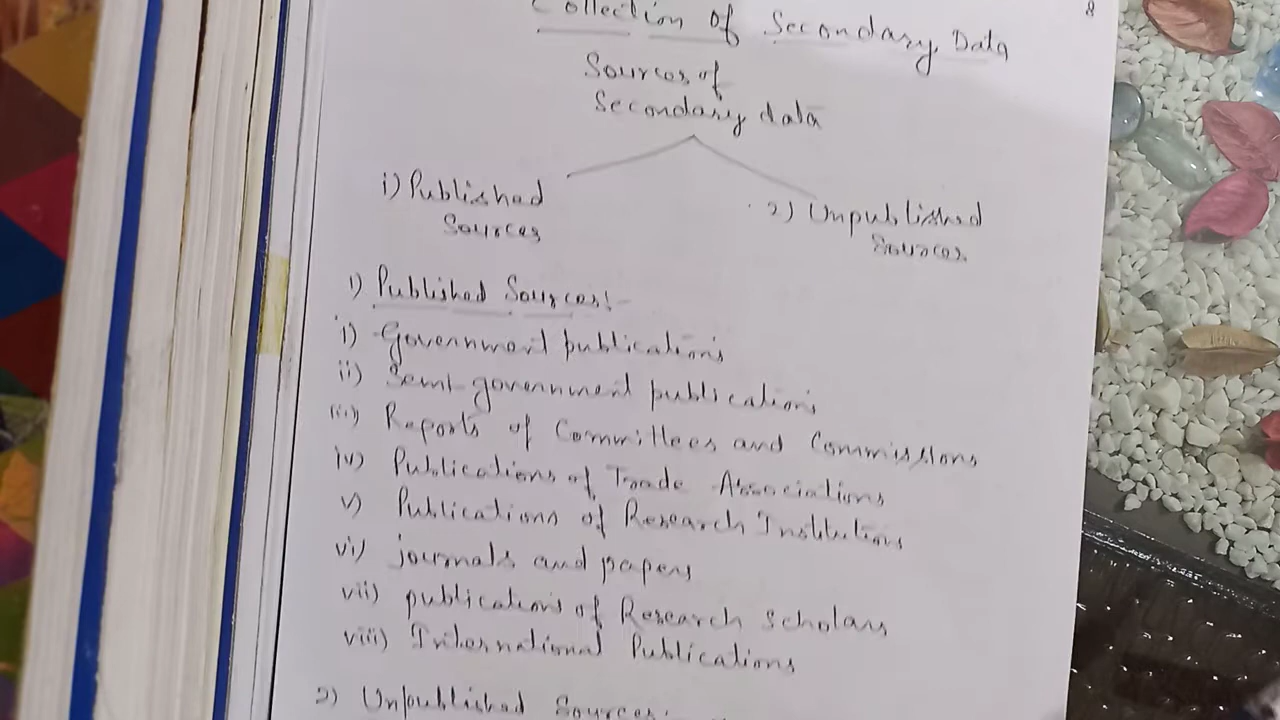 8
Collection of Secondary Data
Sources of
Secondary data
i) Published
Sources
2) Unpublished
Sources.
1) Published Sources:-
i) Government publications
ii) Semi-government publications
iii) Reports of Committees and Commissions
iv) Publications of Trade Associations
v) Publications of Research Institutions
vi) journals and papers
vii) publications of Research Scholars
viii) International Publications
2) Unpublished Sources:-